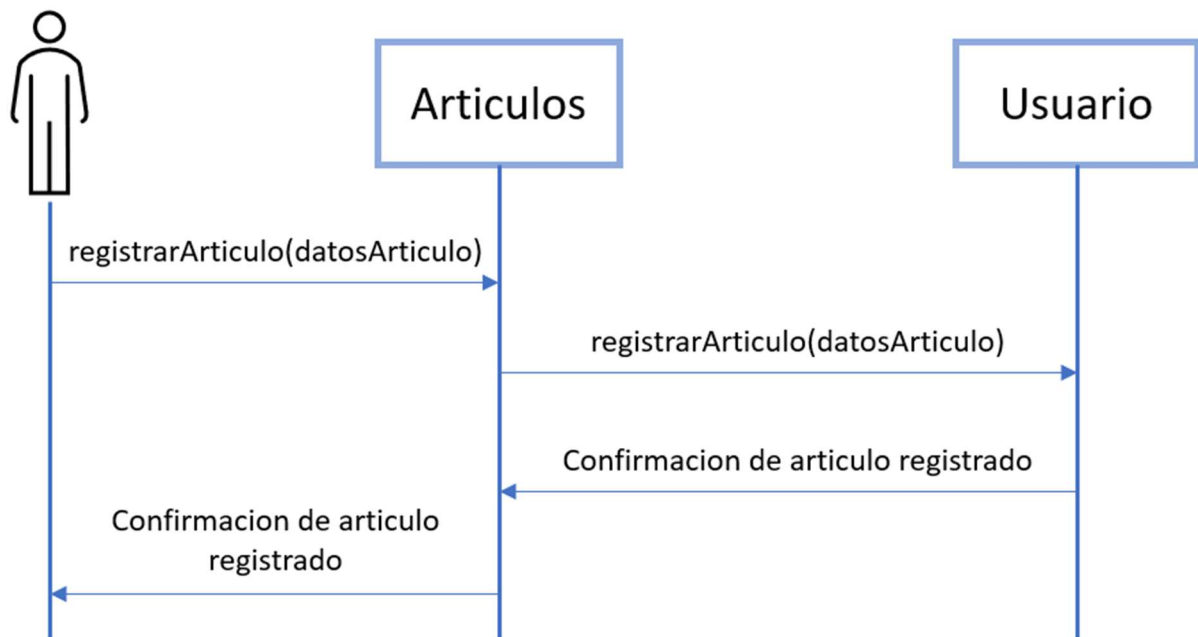 Articulos
Usuario
registrarArticulo(datosArticulo)
registrarArticulo(datosArticulo)
Confirmacion de articulo registrado
Confirmacion de articulo
registrado